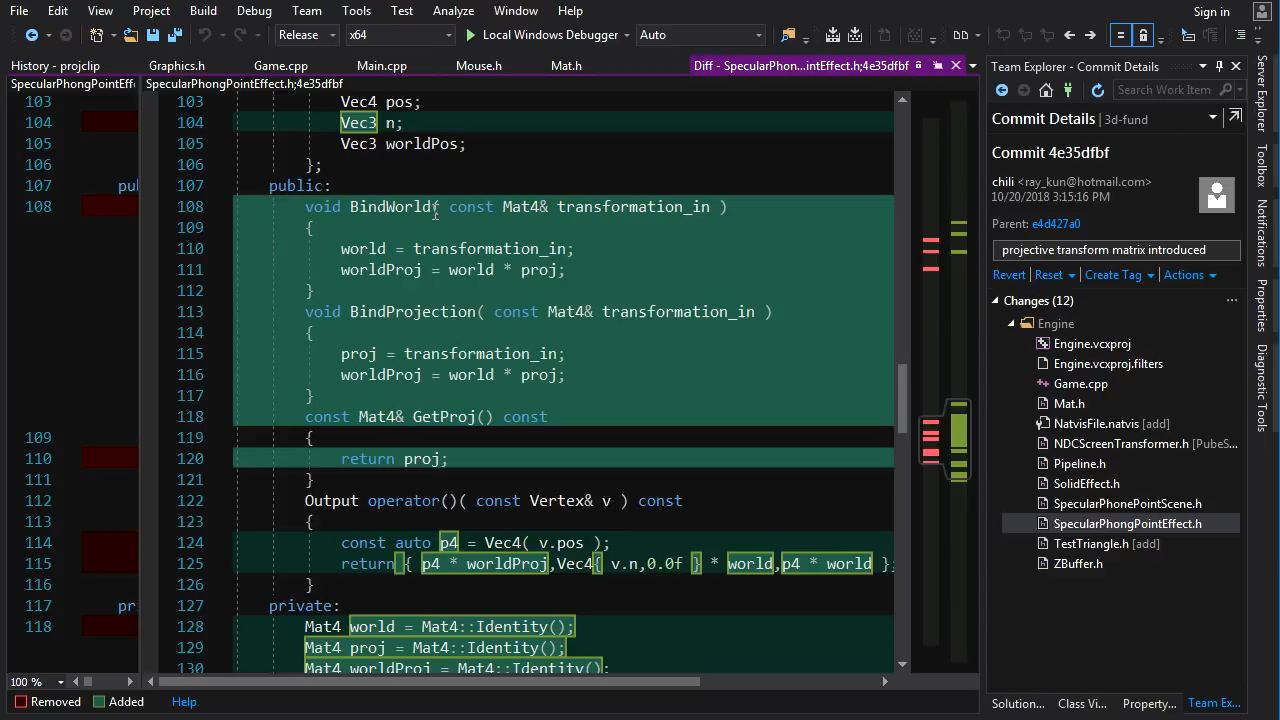 File Edit View Project Build Debug Team Tools Test Analyze Window Help Sign in
Release x64 Local Windows Debugger Auto
History - projclip Graphics.h Game.cpp Main.cpp Mouse.h Mat.h Diff - SpecularPhon...intEffect.h;4e35dfbf
SpecularPhongPointEff SpecularPhongPointEffect.h;4e35dfbf
103 103 Vec4 pos;
104 104 Vec3 n;
105 105 Vec3 worldPos;
106 106 };
107 pub 107 public:
108 108 void BindWorld( const Mat4& transformation_in )
109 {
110 world = transformation_in;
111 worldProj = world * proj;
112 }
113 void BindProjection( const Mat4& transformation_in )
114 {
115 proj = transformation_in;
116 worldProj = world * proj;
117 }
118 const Mat4& GetProj() const
109 119 {
110 120 return proj;
111 121 }
112 122 Output operator()( const Vertex& v ) const
113 123 {
114 124 const auto p4 = Vec4( v.pos );
115 125 return { p4 * worldProj,Vec4{ v.n,0.0f } * world,p4 * world };
116 126 }
117 pri 127 private:
118 128 Mat4 world = Mat4::Identity();
129 Mat4 proj = Mat4::Identity();
130 Mat4 worldProj = Mat4::Identity();
100 %
Removed Added Help
Team Explorer - Commit Details
Search Work Item
Commit Details 3d-fund
Commit 4e35dfbf
chili <ray_kun@hotmail.com>
10/20/2018 3:15:16 PM
Parent: e4d427a0
projective transform matrix introduced
Revert Reset Create Tag Actions
Changes (12) ...
Engine
Engine.vcxproj
Engine.vcxproj.filters
Game.cpp
Mat.h
NatvisFile.natvis [add]
NDCScreenTransformer.h [PubeS...
Pipeline.h
SolidEffect.h
SpecularPhonePointScene.h
SpecularPhongPointEffect.h
TestTriangle.h [add]
ZBuffer.h
Solution... Class Vi... Property... Team Ex...
Server Explorer
Toolbox
Properties
Diagnostic Tools